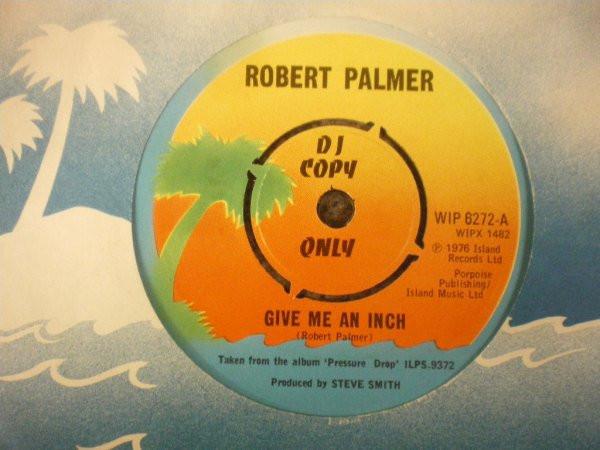 ROBERT PALMER
DJ
COPY
ONLY
WIP 6272-A
WIPX 1482
℗ 1976 Island
Records Ltd
Porpoise
Publishing/
Island Music Ltd
GIVE ME AN INCH
(Robert Palmer)
Taken from the album 'Pressure Drop' ILPS.9372
Produced by STEVE SMITH